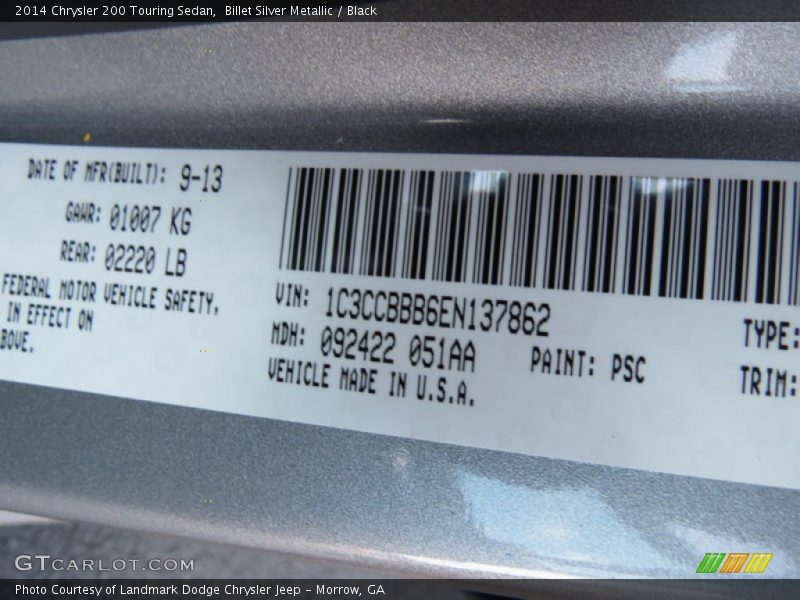 2014 Chrysler 200 Touring Sedan, Billet Silver Metallic / Black
DATE OF MFR(BUILT): 9-13
GAWR: 01007 KG
REAR: 02220 LB
FEDERAL MOTOR VEHICLE SAFETY,
IN EFFECT ON
BOVE.
VIN: 1C3CCBBB6EN137862
MDH: 092422 051AA
PAINT: PSC
VEHICLE MADE IN U.S.A.
TYPE:
TRIM:
GTCARLOT.COM
Photo Courtesy of Landmark Dodge Chrysler Jeep – Morrow, GA